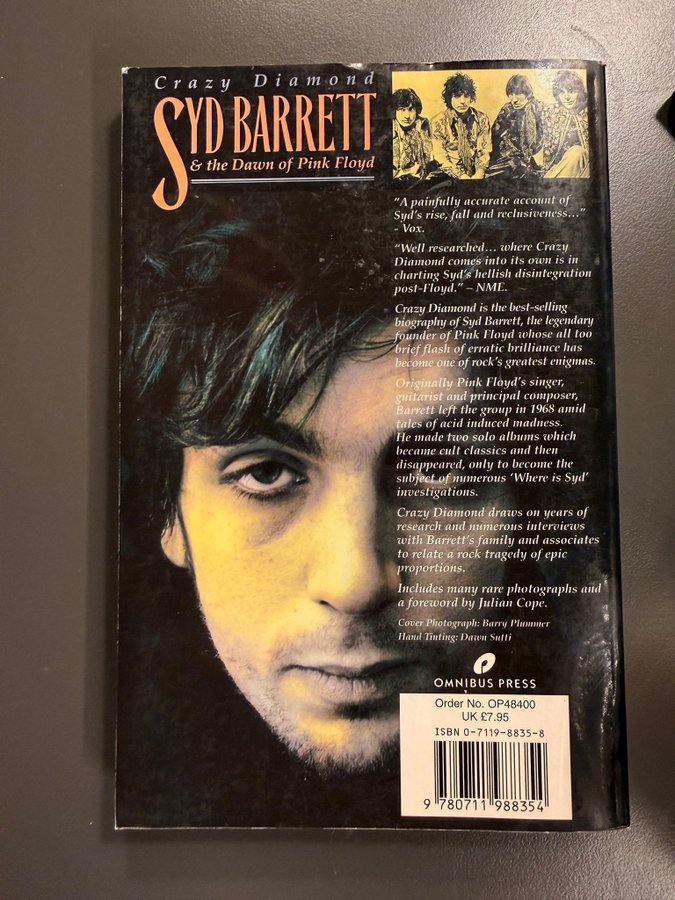 Crazy Diamond
SYD BARRETT
& the Dawn of Pink Floyd
“A painfully accurate account of
Syd’s rise, fall and reclusiveness...”
- Vox.
“Well researched... where Crazy
Diamond comes into its own is in
charting Syd’s hellish disintegration
post-Floyd.” – NME.
Crazy Diamond is the best-selling
biography of Syd Barrett, the legendary
founder of Pink Floyd whose all too
brief flash of erratic brilliance has
become one of rock’s greatest enigmas.
Originally Pink Floyd’s singer,
guitarist and principal composer,
Barrett left the group in 1968 amid
tales of acid induced madness.
He made two solo albums which
became cult classics and then
disappeared, only to become the
subject of numerous ‘Where is Syd’
investigations.
Crazy Diamond draws on years of
research and numerous interviews
with Barrett’s family and associates
to relate a rock tragedy of epic
proportions.
Includes many rare photographs and
a foreword by Julian Cope.
Cover Photograph: Barry Plummer
Hand Tinting: Dawn Sutti
OMNIBUS PRESS
Order No. OP48400
UK £7.95
ISBN 0-7119-8835-8
9 780711 988354